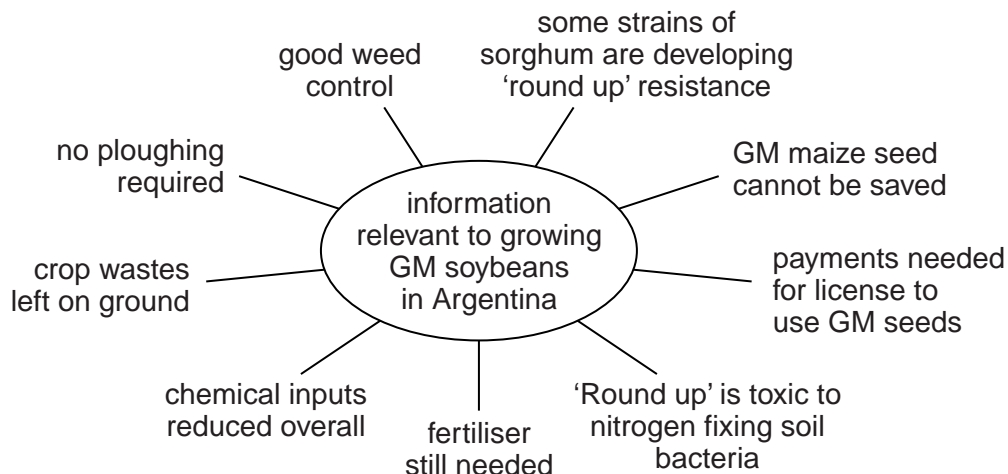 good weed
control
some strains of
sorghum are developing
‘round up’ resistance
no ploughing
required
GM maize seed
cannot be saved
information
relevant to growing
GM soybeans
in Argentina
crop wastes
left on ground
payments needed
for license to
use GM seeds
chemical inputs
reduced overall
fertiliser
still needed
‘Round up’ is toxic to
nitrogen fixing soil
bacteria